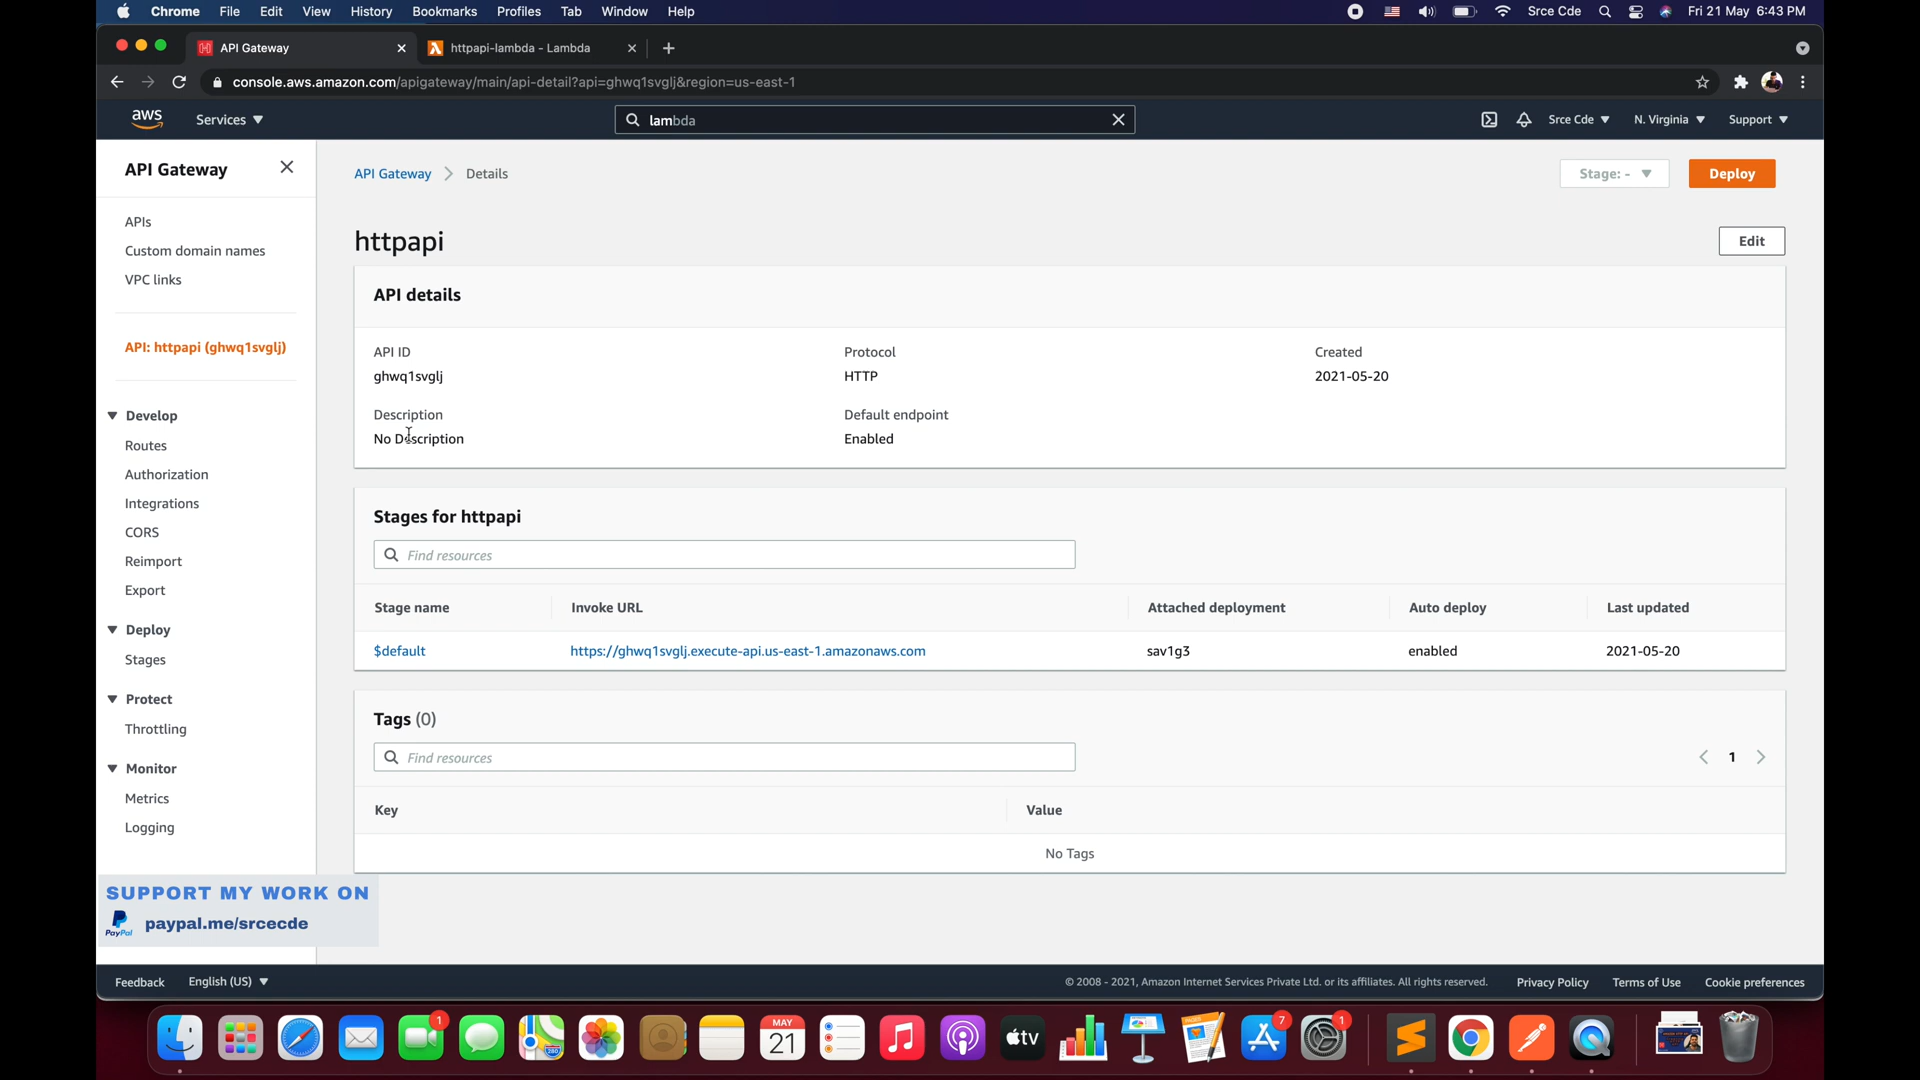 Chrome File Edit View History Bookmarks Profiles Tab Window Help Srce Cde Fri 21 May 6:43 PM
API Gateway httpapi-lambda - Lambda
console.aws.amazon.com/apigateway/main/api-detail?api=ghwq1svglj&region=us-east-1
aws Services lambda Srce Cde N. Virginia Support
API Gateway
APIs
Custom domain names
VPC links
API: httpapi (ghwq1svglj)
Develop
Routes
Authorization
Integrations
CORS
Reimport
Export
Deploy
Stages
Protect
Throttling
Monitor
Metrics
Logging
API Gateway Details Stage: - Deploy
httpapi Edit
API details
API ID Protocol Created
ghwq1svglj HTTP 2021-05-20
Description Default endpoint
No Description Enabled
Stages for httpapi
Find resources
Stage name Invoke URL Attached deployment Auto deploy Last updated
$default https://ghwq1svglj.execute-api.us-east-1.amazonaws.com sav1g3 enabled 2021-05-20
Tags (0)
Find resources 1
Key Value
No Tags
SUPPORT MY WORK ON
PayPal paypal.me/srcecde
Feedback English (US) © 2008 - 2021, Amazon Internet Services Private Ltd. or its affiliates. All rights reserved. Privacy Policy Terms of Use Cookie preferences
1 MAY 21 tv 7 1